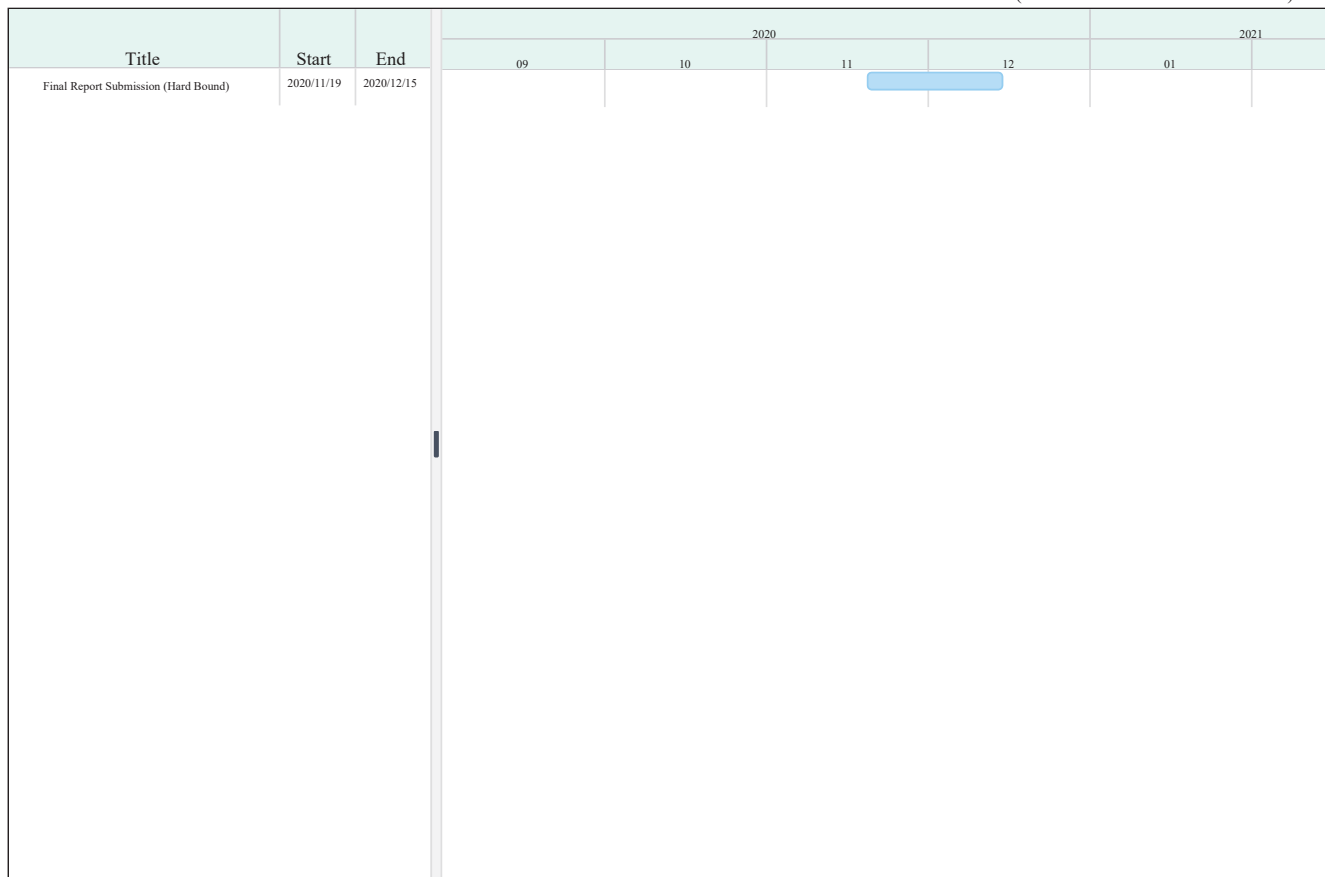 2020 2021
Title Start End
09 10 11 12 01
Final Report Submission (Hard Bound) 2020/11/19 2020/12/15